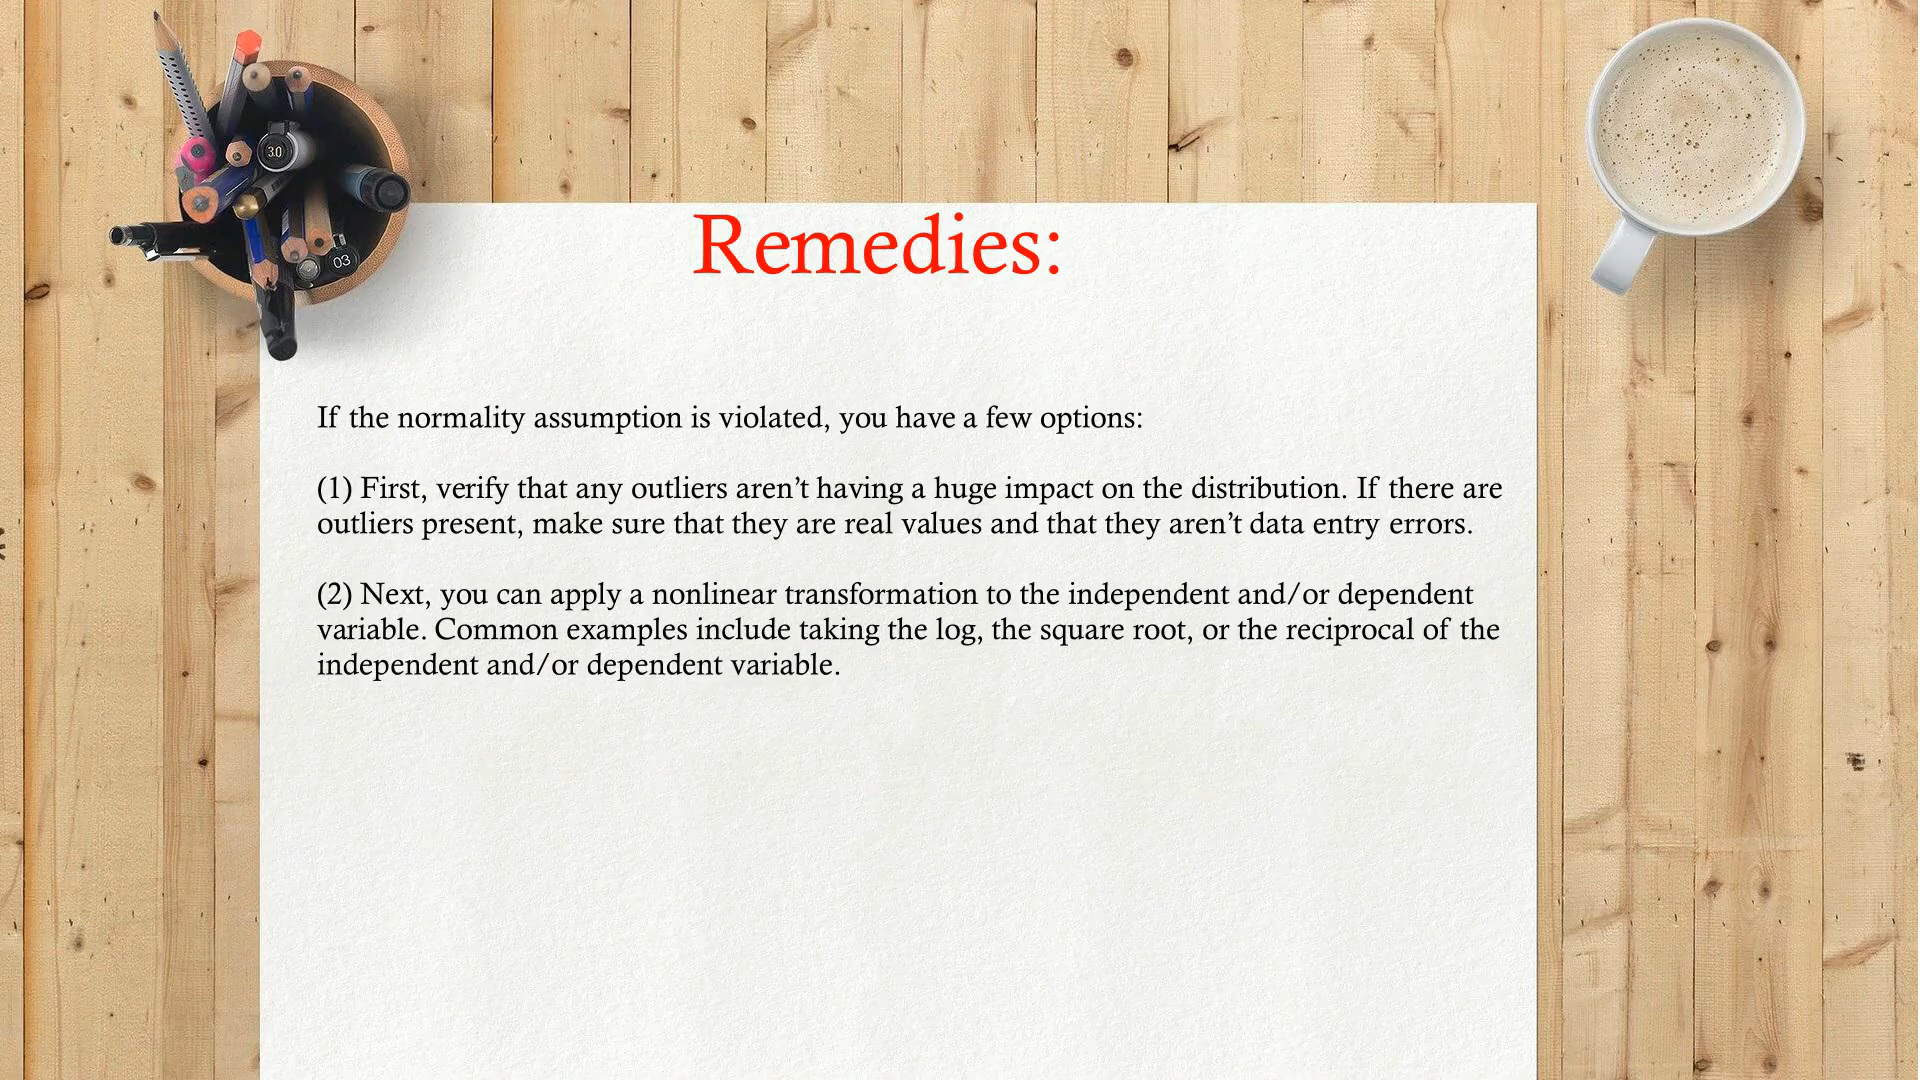 3.0
03
Remedies:
If the normality assumption is violated, you have a few options:
(1) First, verify that any outliers aren’t having a huge impact on the distribution. If there are
outliers present, make sure that they are real values and that they aren’t data entry errors.
(2) Next, you can apply a nonlinear transformation to the independent and/or dependent
variable. Common examples include taking the log, the square root, or the reciprocal of the
independent and/or dependent variable.